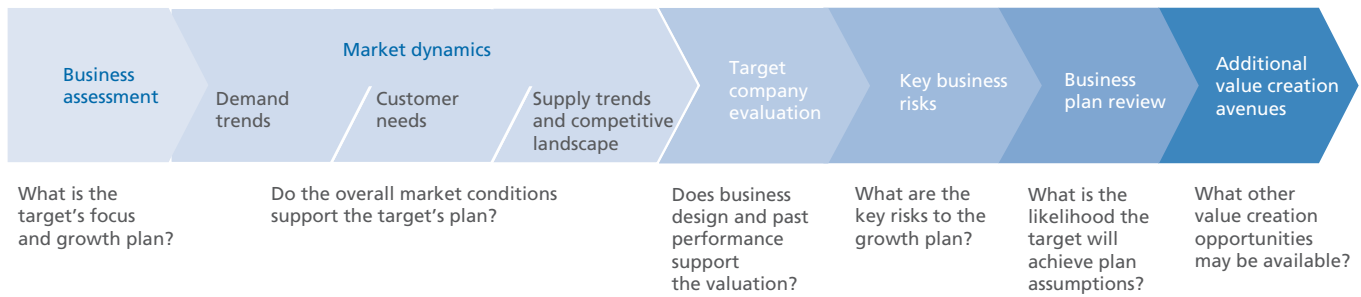 Business
assessment
Market dynamics
Demand
trends
Customer
needs
Supply trends
and competitive
landscape
Target
company
evaluation
Key business
risks
Business
plan review
Additional
value creation
avenues
What is the
target’s focus
and growth plan?
Do the overall market conditions
support the target’s plan?
Does business
design and past
performance
support
the valuation?
What are the
key risks to the
growth plan?
What is the
likelihood the
target will
achieve plan
assumptions?
What other
value creation
opportunities
may be available?